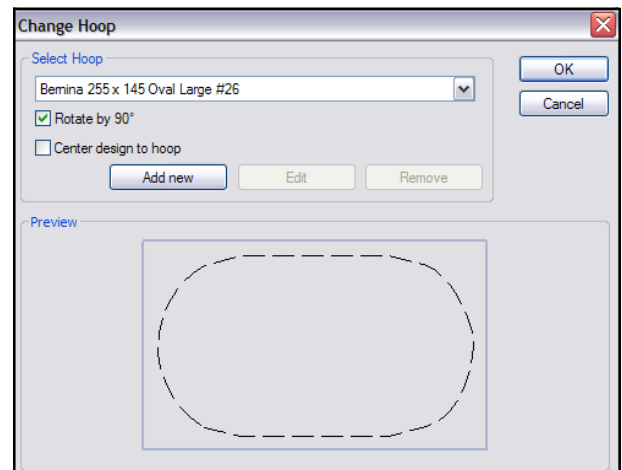 Change Hoop
Select Hoop
Bernina 255 x 145 Oval Large #26
Rotate by 90°
Center design to hoop
Add new Edit Remove
OK
Cancel
Preview